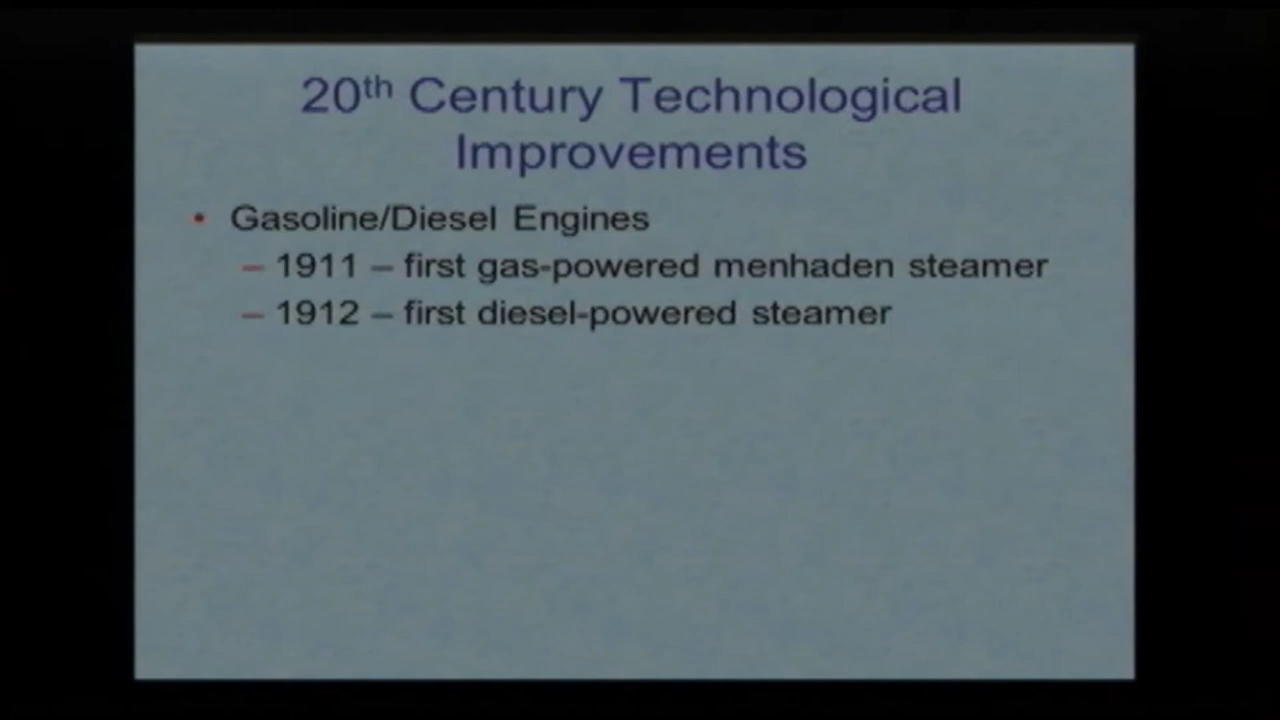 20th Century Technological
Improvements
• Gasoline/Diesel Engines
– 1911 – first gas-powered menhaden steamer
– 1912 – first diesel-powered steamer